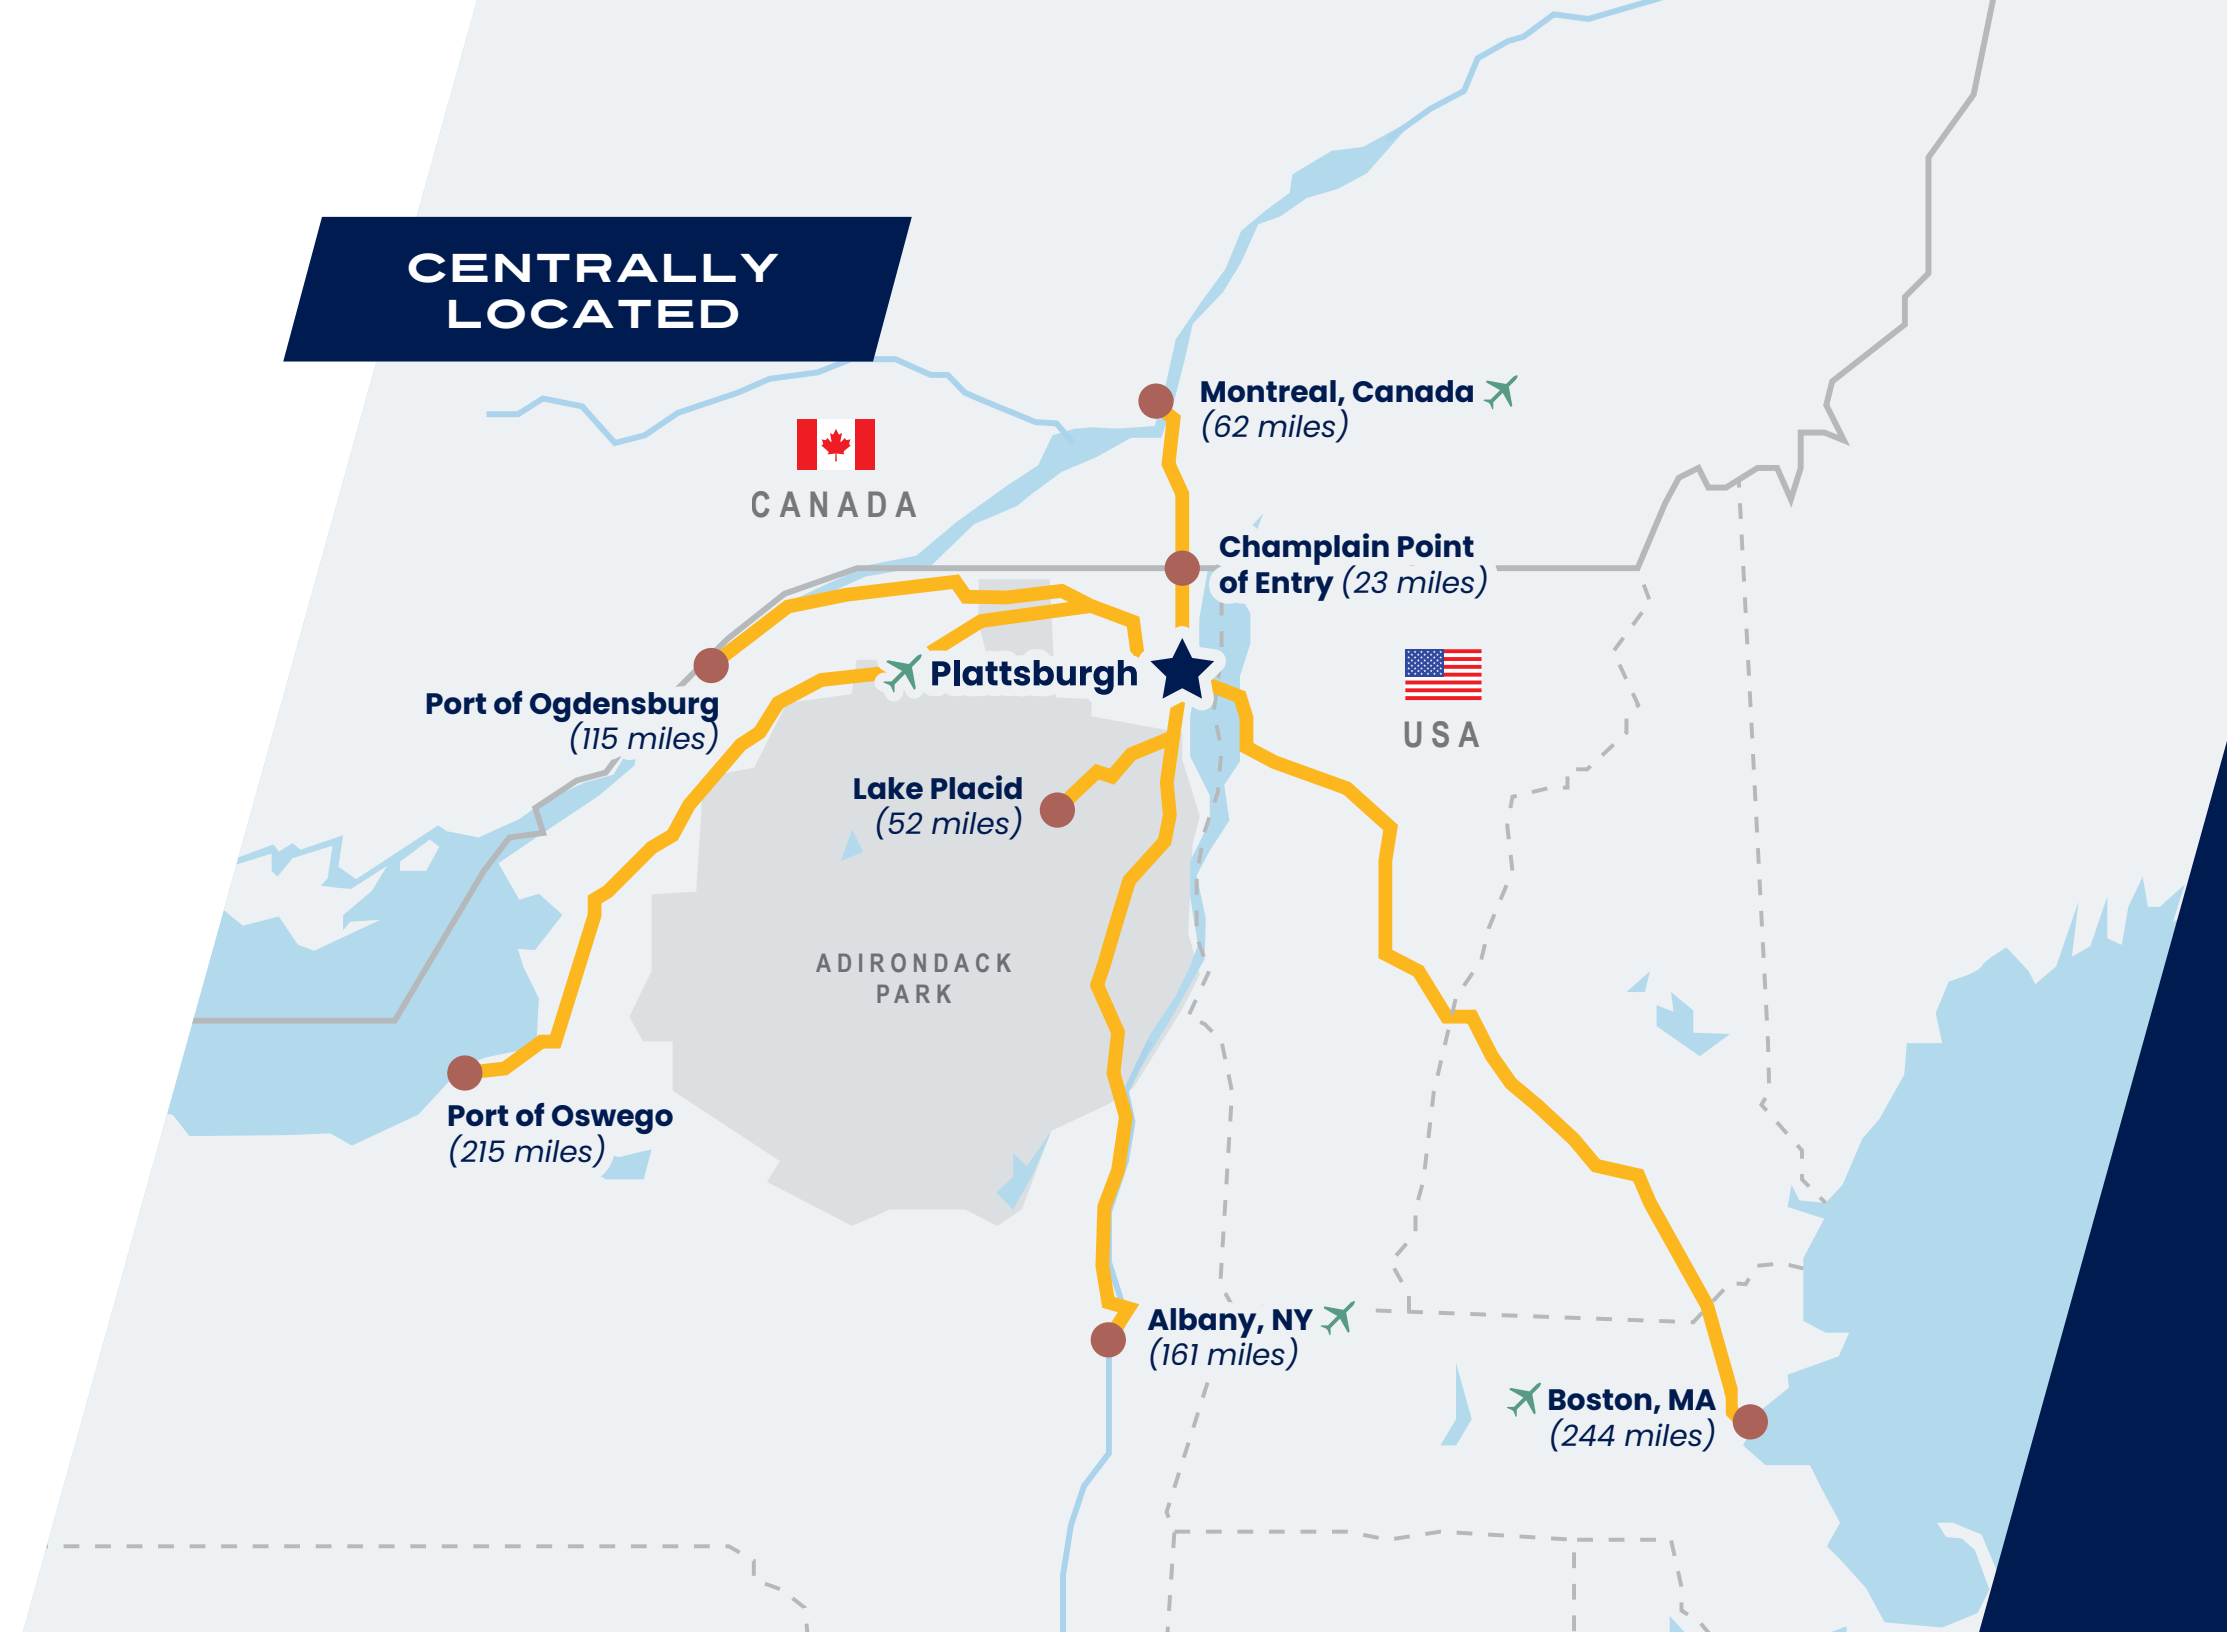 CENTRALLY
LOCATED
Montreal, Canada
(62 miles)
CANADA
Champlain Point
of Entry (23 miles)
Plattsburgh
Port of Ogdensburg
(115 miles)
USA
Lake Placid
(52 miles)
ADIRONDACK
PARK
Port of Oswego
(215 miles)
Albany, NY
(161 miles)
Boston, MA
(244 miles)